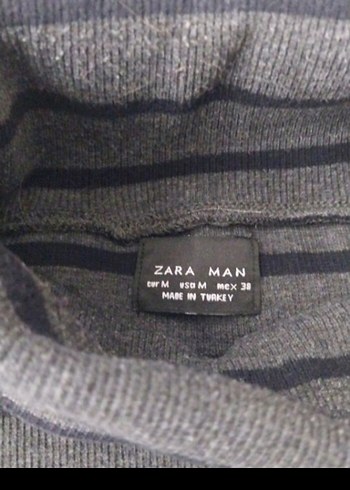 ZARA MAN
eur M usa M mex 38
MADE IN TURKEY